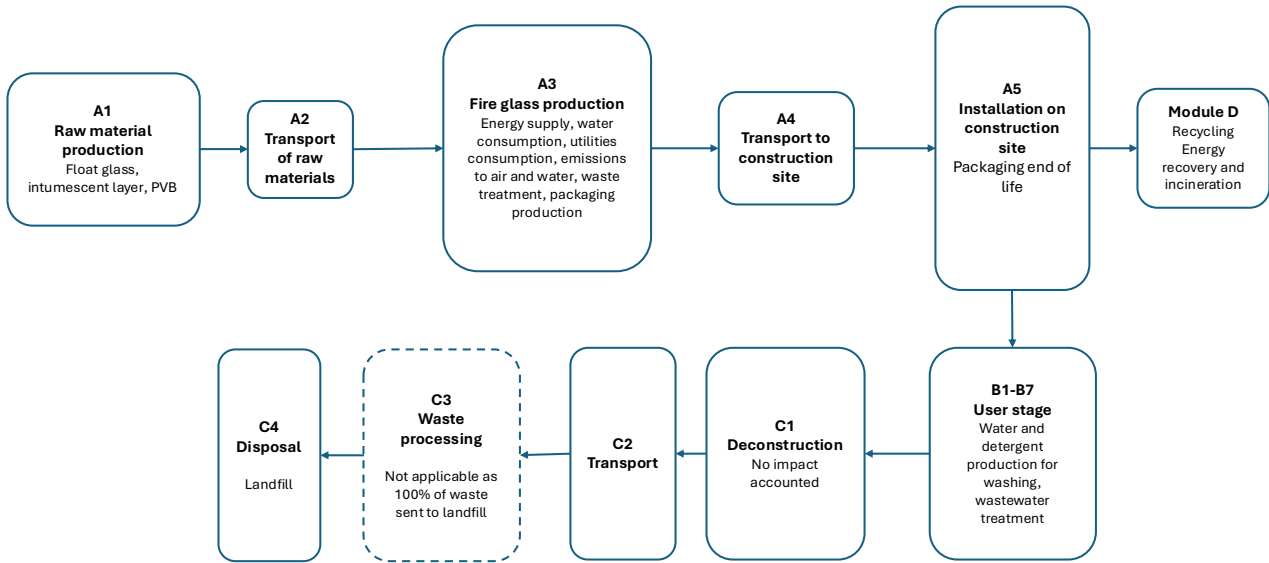 A1
Raw material
production
Float glass,
intumescent layer, PVB
A2
Transport
of raw
materials
A3
Fire glass production
Energy supply, water
consumption, utilities
consumption, emissions
to air and water, waste
treatment, packaging
production
A4
Transport to
construction
site
A5
Installation on
construction
site
Packaging end of
life
Module D
Recycling
Energy
recovery and
incineration
C4
Disposal
Landfill
C3
Waste
processing
Not applicable as
100% of waste
sent to landfill
C2
Transport
C1
Deconstruction
No impact
accounted
B1-B7
User stage
Water and
detergent
production for
washing,
wastewater
treatment